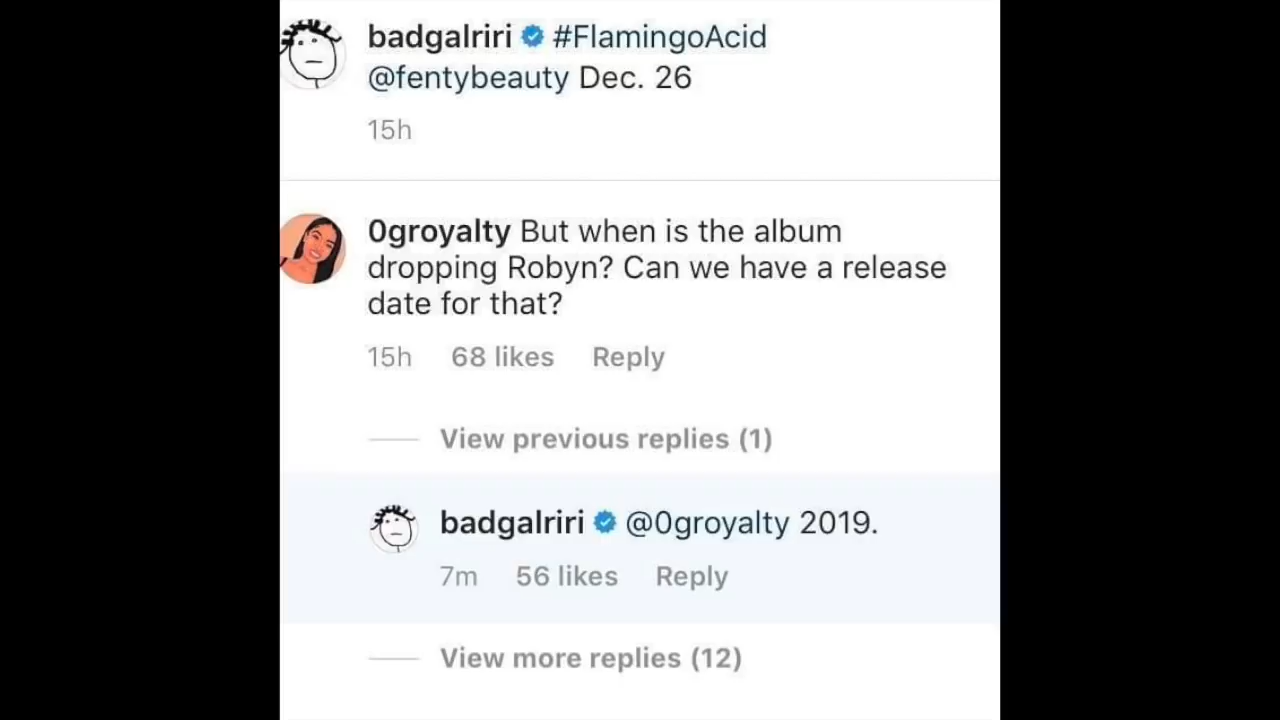 badgalriri #FlamingoAcid
@fentybeauty Dec. 26
15h
0groyalty But when is the album
dropping Robyn? Can we have a release
date for that?
15h 68 likes Reply
View previous replies (1)
badgalriri @0groyalty 2019.
7m 56 likes Reply
View more replies (12)